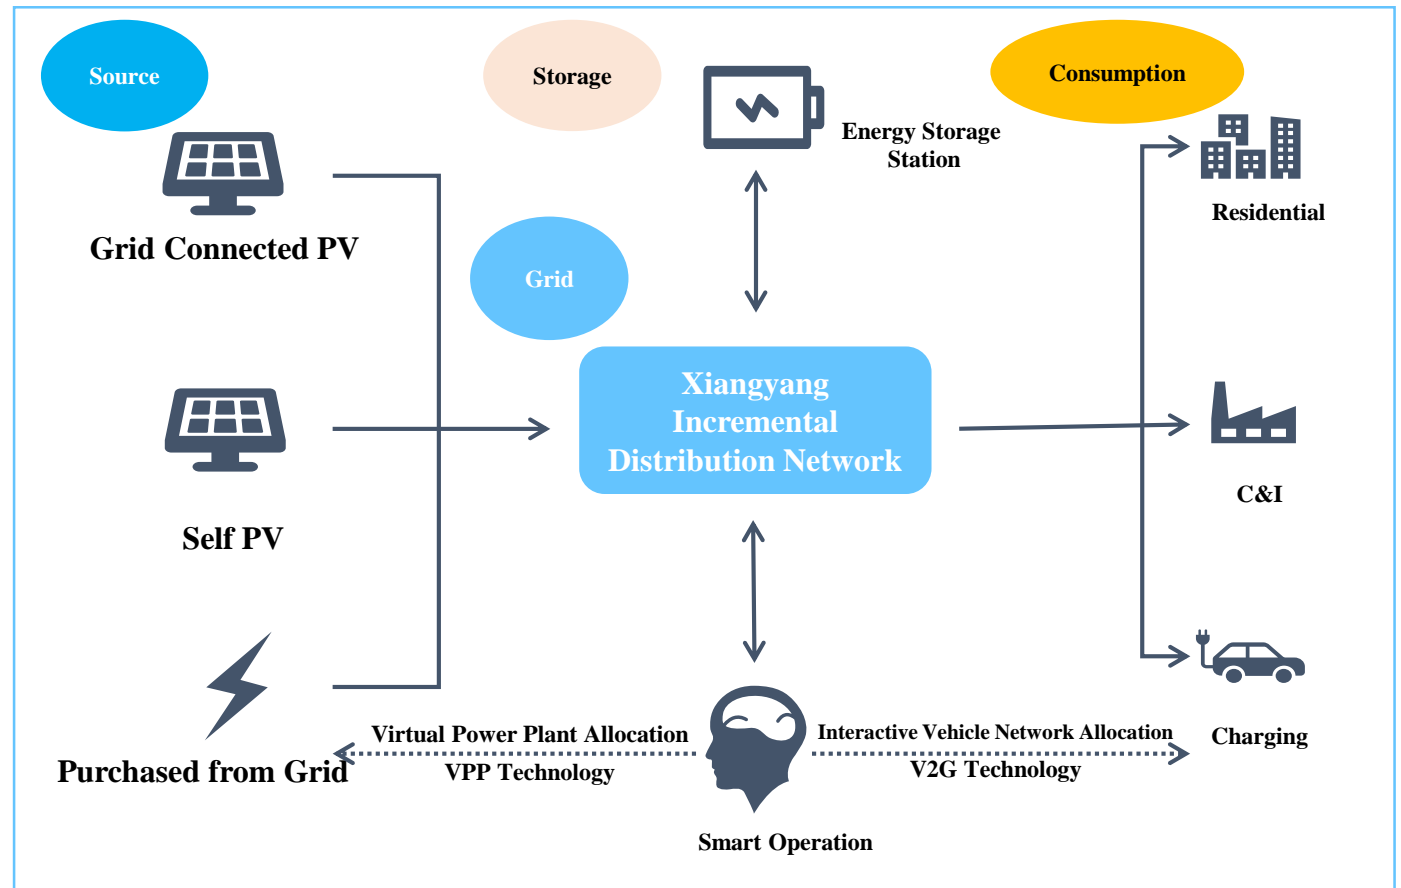 Source
Storage
Consumption
Energy Storage
Station
Residential
Grid Connected PV
Grid
Xiangyang
Incremental
Distribution Network
C&I
Self PV
Virtual Power Plant Allocation
Interactive Vehicle Network Allocation
Charging
Purchased from Grid
VPP Technology
V2G Technology
Smart Operation